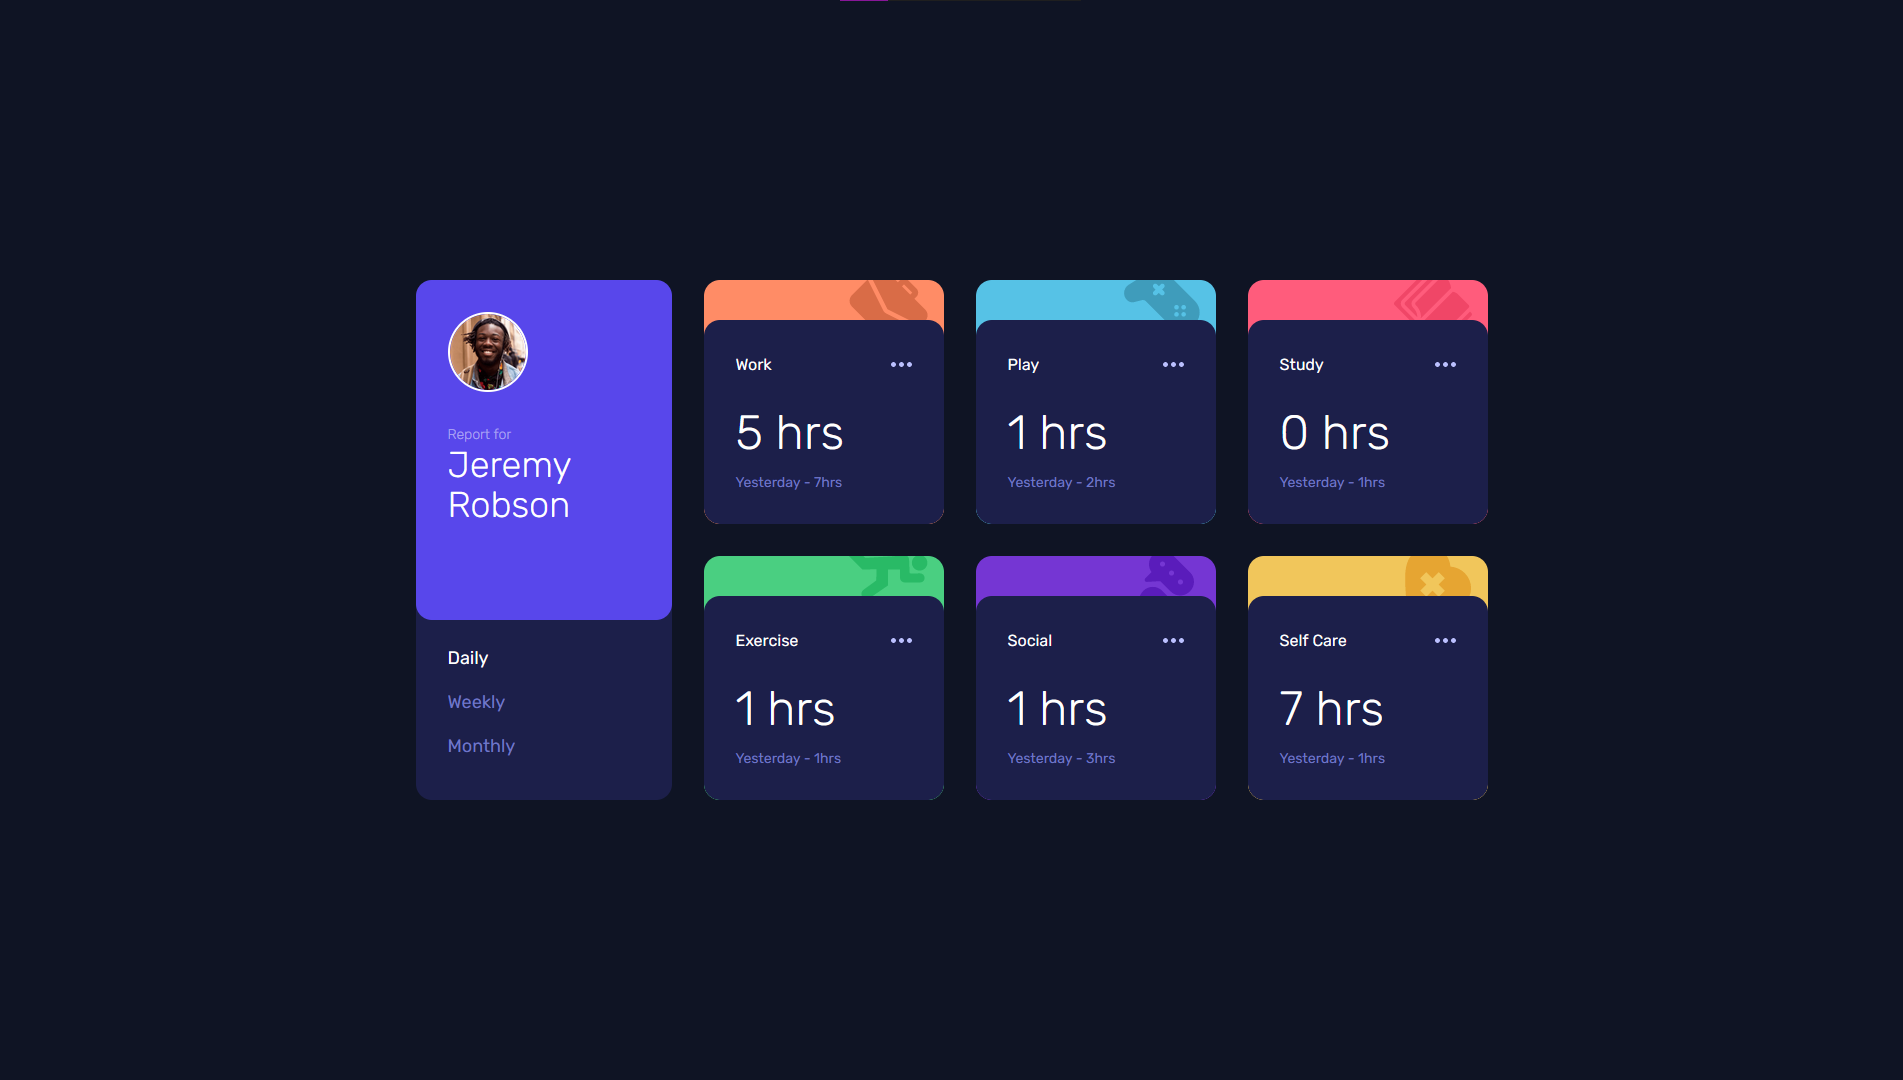 Report for
Jeremy
Robson
Daily
Weekly
Monthly
Work
5 hrs
Yesterday - 7hrs
Play
1 hrs
Yesterday - 2hrs
Study
0 hrs
Yesterday - 1hrs
Exercise
1 hrs
Yesterday - 1hrs
Social
1 hrs
Yesterday - 3hrs
Self Care
7 hrs
Yesterday - 1hrs